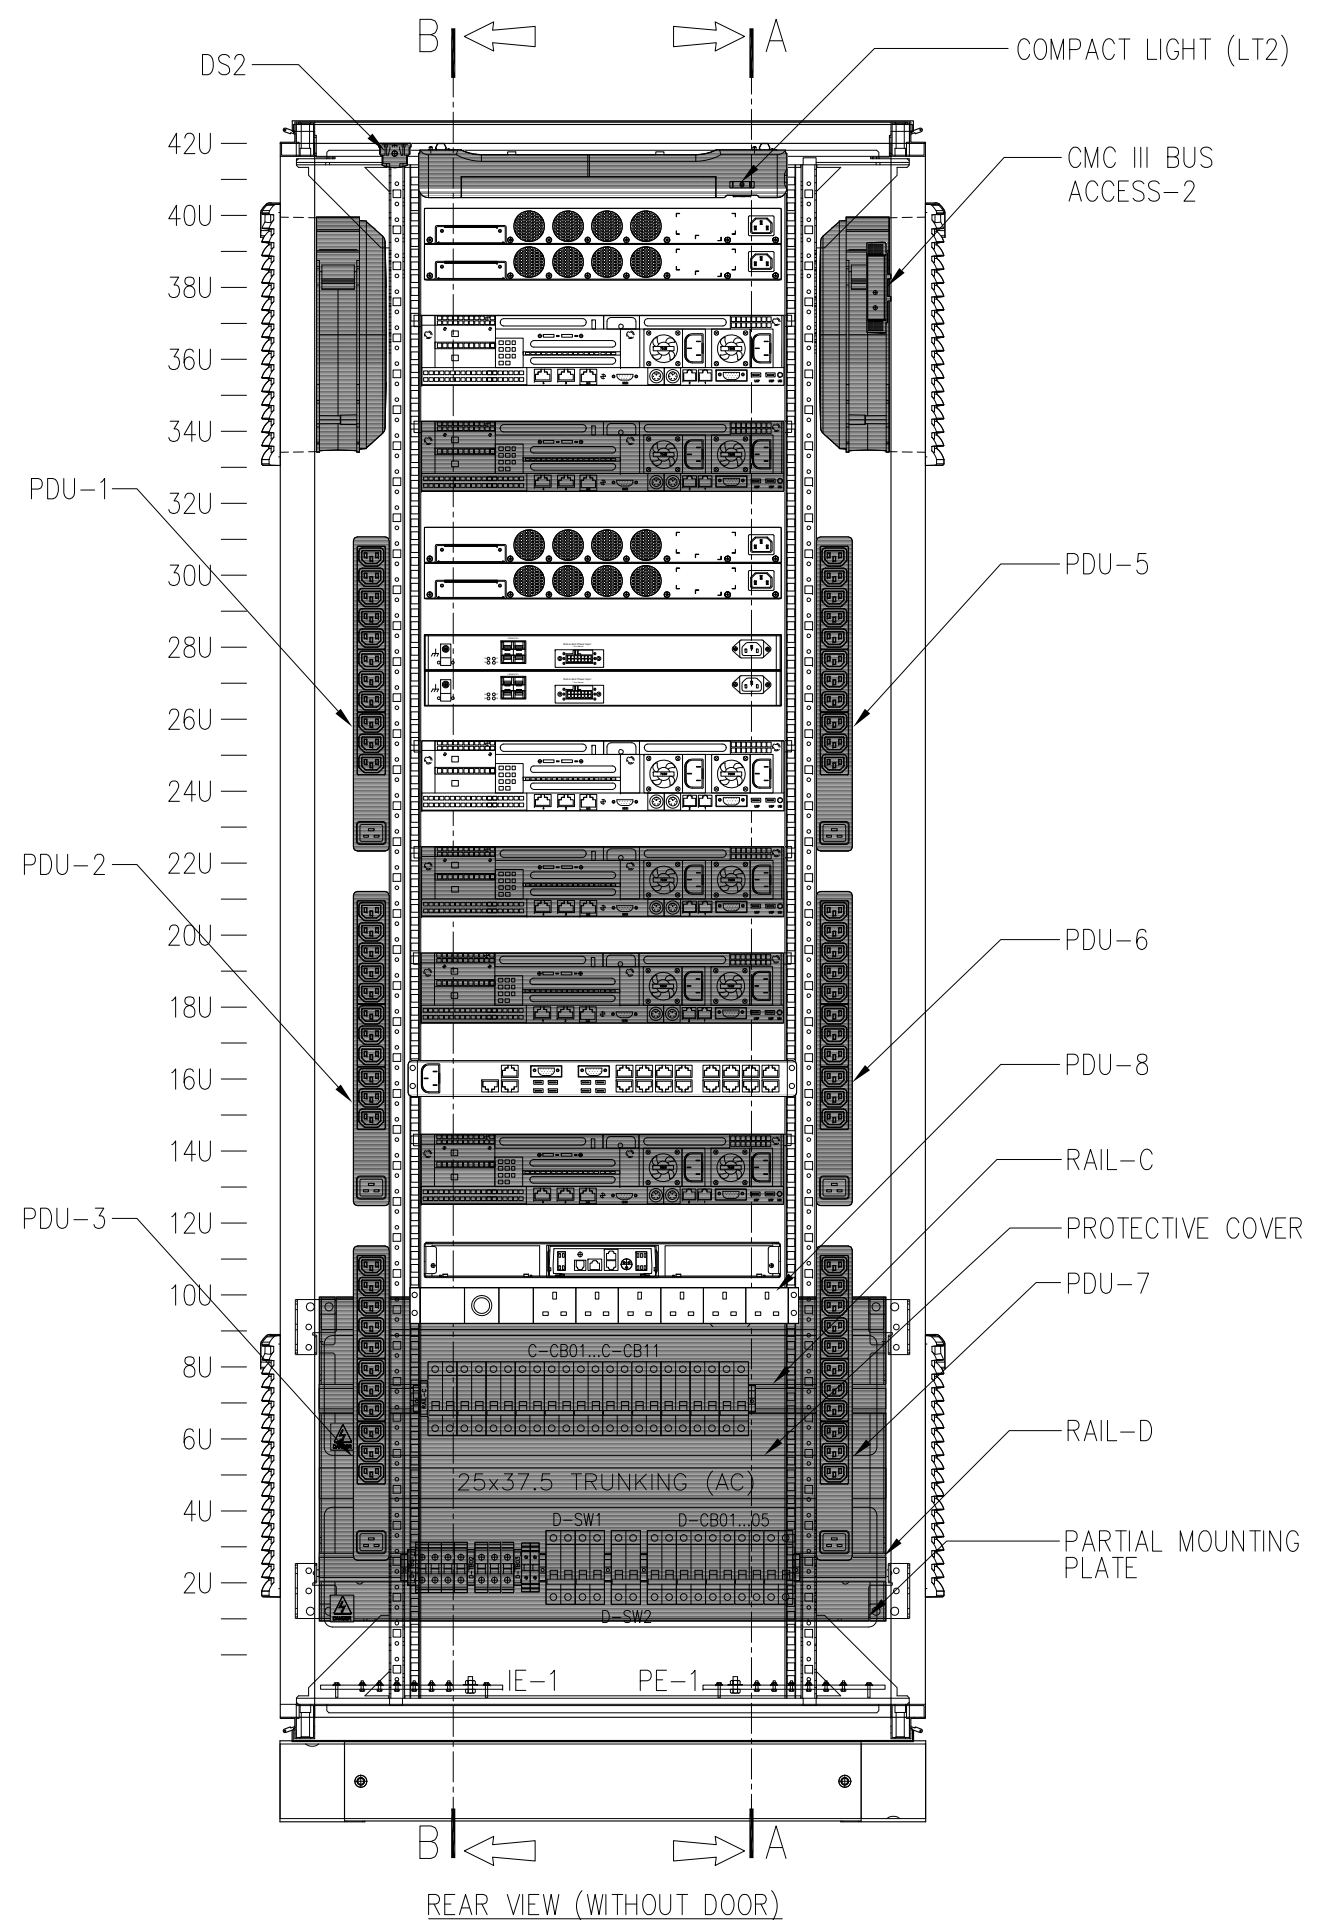 B
A
DS2
COMPACT LIGHT (LT2)
42U
CMC III BUS
ACCESS-2
40U
38U
36U
34U
PDU-1
32U
PDU-5
30U
28U
26U
24U
PDU-2
22U
20U
PDU-6
18U
16U
PDU-8
14U
RAIL-C
PDU-3
12U
PROTECTIVE COVER
PDU-7
10U
C-CB01...C-CB11
8U
RAIL-C
6U
RAIL-D
25x37.5 TRUNKING (AC)
4U
D-SW1
D-CB01...05
PARTIAL MOUNTING
PLATE
2U
D-SW2
IE-1
PE-1
B
A
REAR VIEW (WITHOUT DOOR)